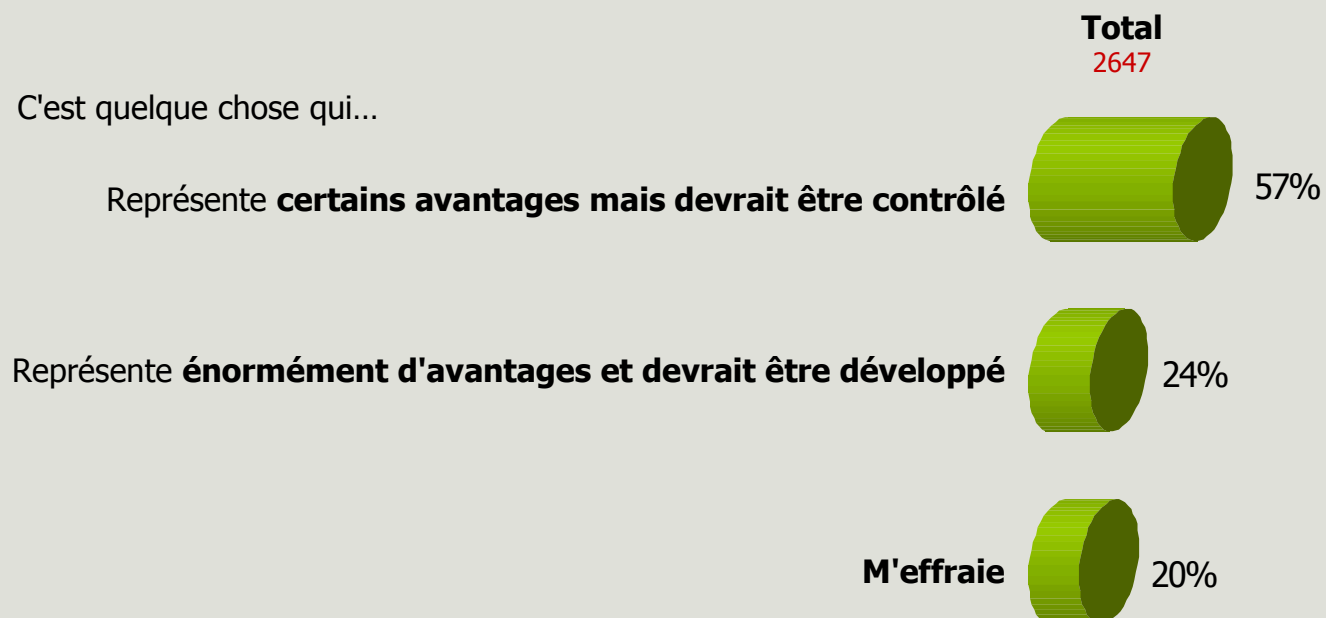 Total
2647
C'est quelque chose qui…
Représente certains avantages mais devrait être contrôlé
57%
Représente énormément d'avantages et devrait être développé
24%
M'effraie
20%